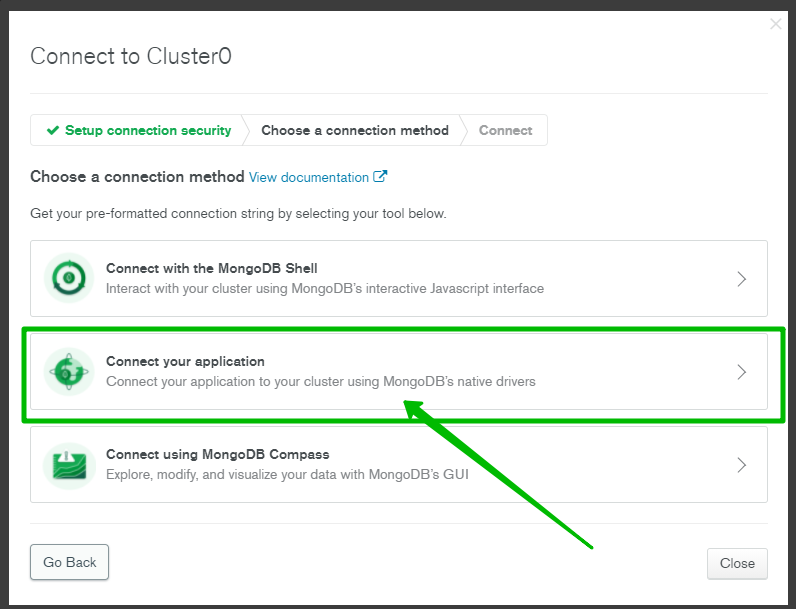 Connect to Cluster0
Setup connection security
Choose a connection method
Connect
Choose a connection method View documentation
Get your pre-formatted connection string by selecting your tool below.
Connect with the MongoDB Shell
Interact with your cluster using MongoDB's interactive Javascript interface
Connect your application
Connect your application to your cluster using MongoDB's native drivers
Connect using MongoDB Compass
Explore, modify, and visualize your data with MongoDB's GUI
Go Back
Close